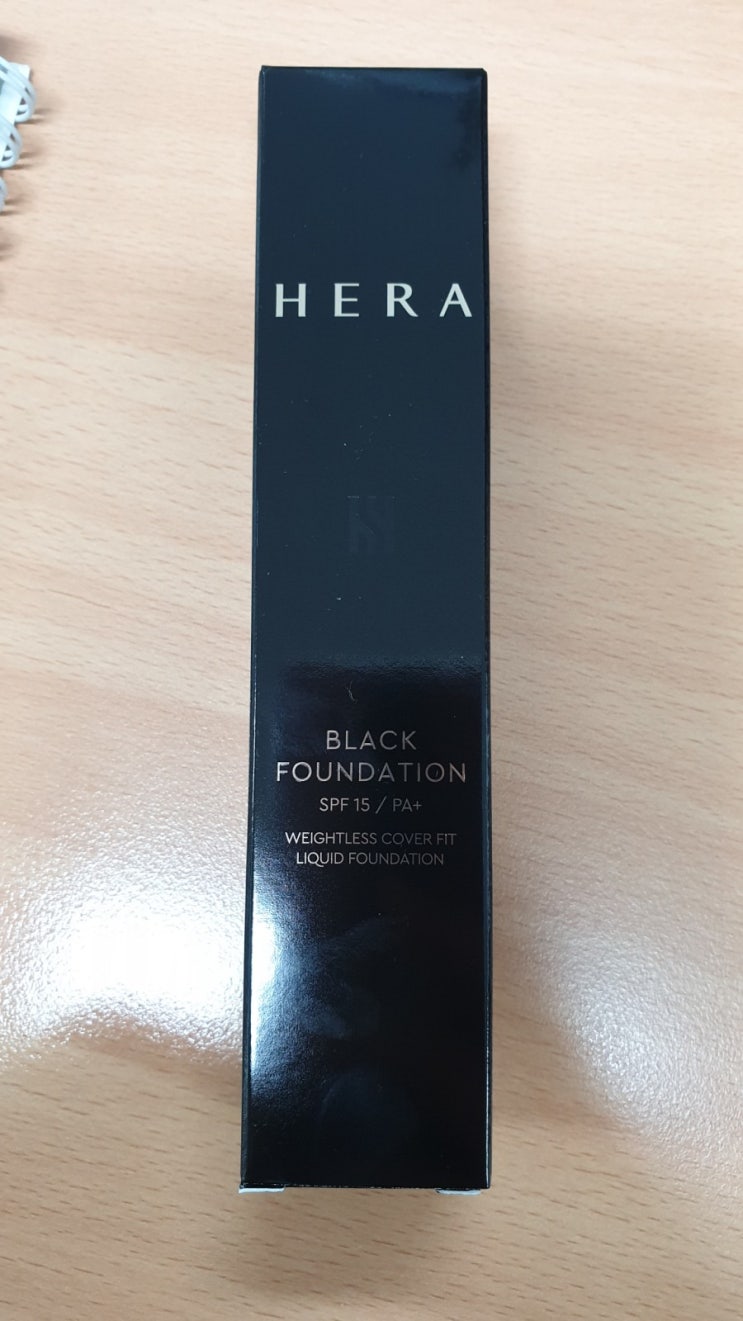 HERA
BLACK
FOUNDATION
SPF 15 / PA+
WEIGHTLESS COVER FIT
LIQUID FOUNDATION